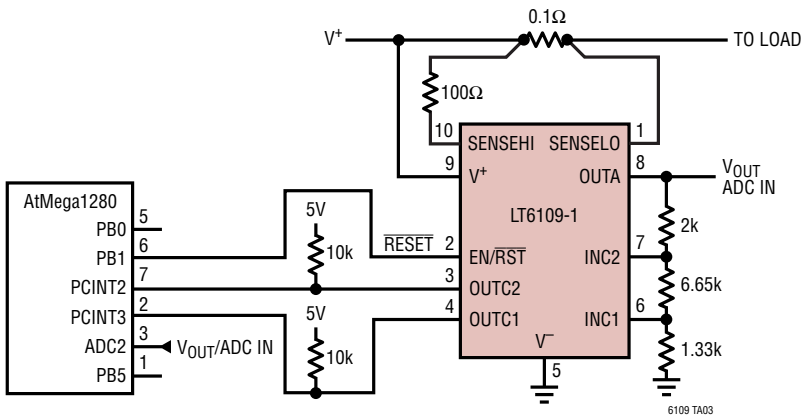 0.1Ω
V+
TO LOAD
100Ω
10
SENSEHI
SENSELO
1
9
V+
OUTA
8
VOUT
ADC IN
AtMega1280
LT6109-1
2k
PB0
5
5V
PB1
6
10k
RESET
2
EN/RST
INC2
7
PCINT2
7
3
OUTC2
6.65k
PCINT3
2
5V
4
OUTC1
INC1
6
ADC2
3
VOUT/ADC IN
10k
V–
1.33k
PB5
1
5
6109 TA03